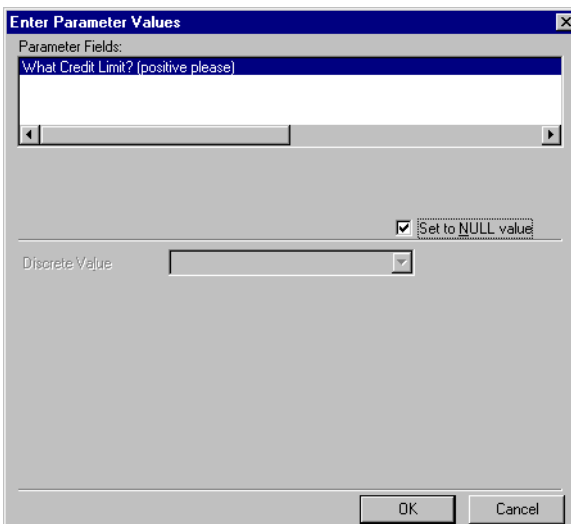 Enter Parameter Values
Parameter Fields:
What Credit Limit? (positive please)
Set to NULL value
Discrete Value
OK Cancel